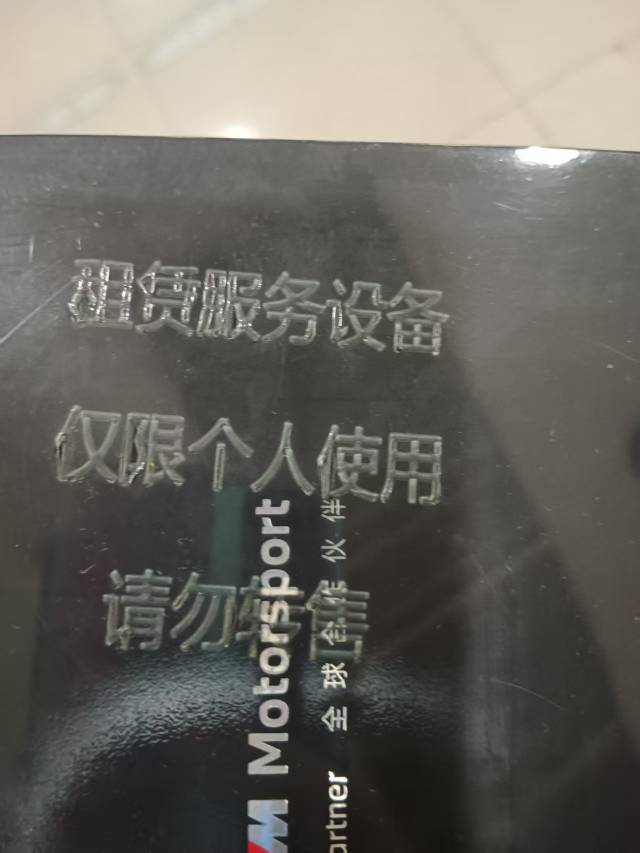 租赁服务设备
仅限个人使用
请勿转售
M Motorsport
artner 全球合作伙伴